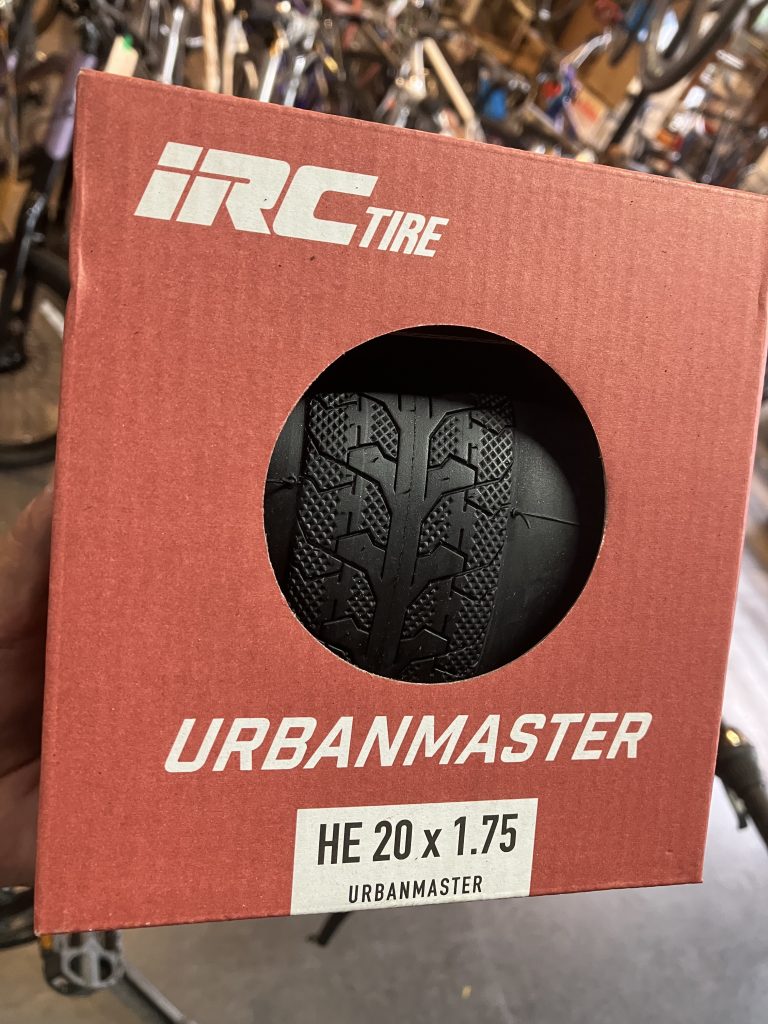 iRC TIRE
URBANMASTER
HE 20 x 1.75
URBANMASTER